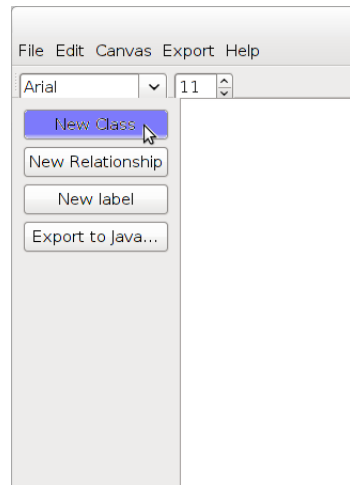 File Edit Canvas Export Help
Arial 11
New Class
New Relationship
New label
Export to Java...